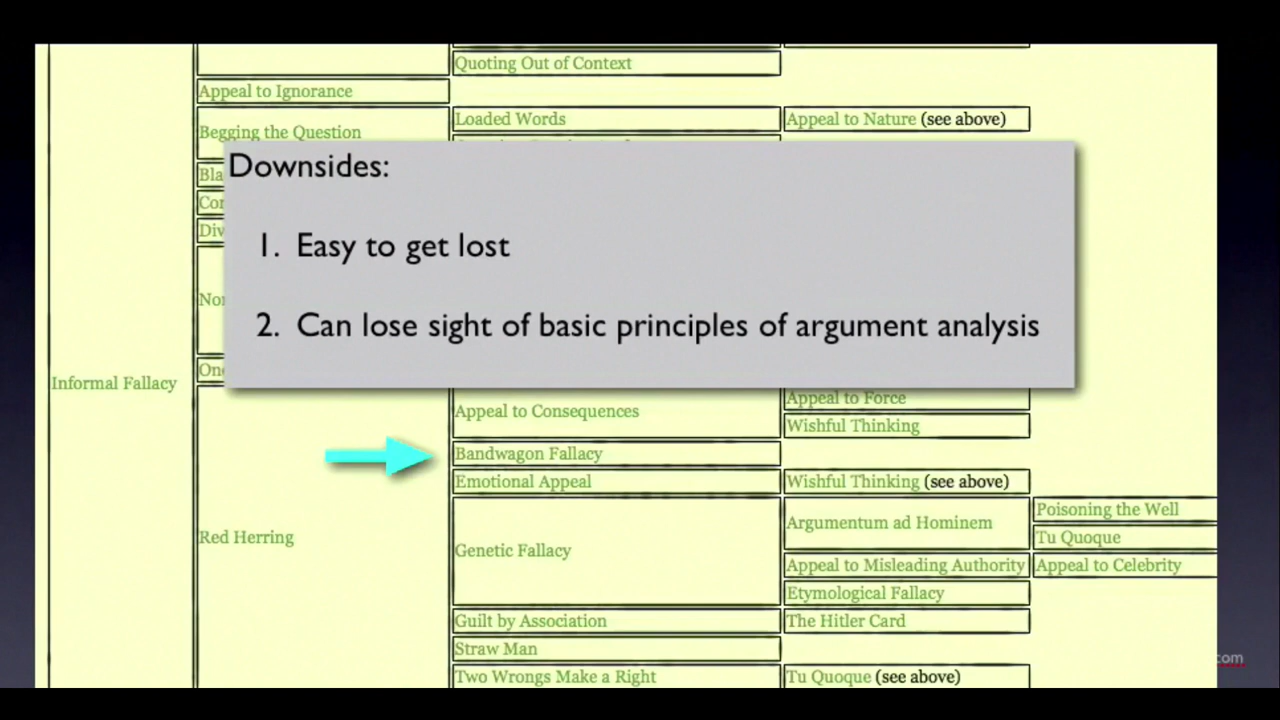 Quoting Out of Context
Appeal to Ignorance
Begging the Question
Loaded Words
Appeal to Nature (see above)
Downsides:
1. Easy to get lost
2. Can lose sight of basic principles of argument analysis
Informal Fallacy
Appeal to Consequences
Appeal to Force
Wishful Thinking
Bandwagon Fallacy
Emotional Appeal
Wishful Thinking (see above)
Red Herring
Genetic Fallacy
Argumentum ad Hominem
Poisoning the Well
Tu Quoque
Appeal to Misleading Authority
Appeal to Celebrity
Etymological Fallacy
Guilt by Association
The Hitler Card
Straw Man
Two Wrongs Make a Right
Tu Quoque (see above)
com